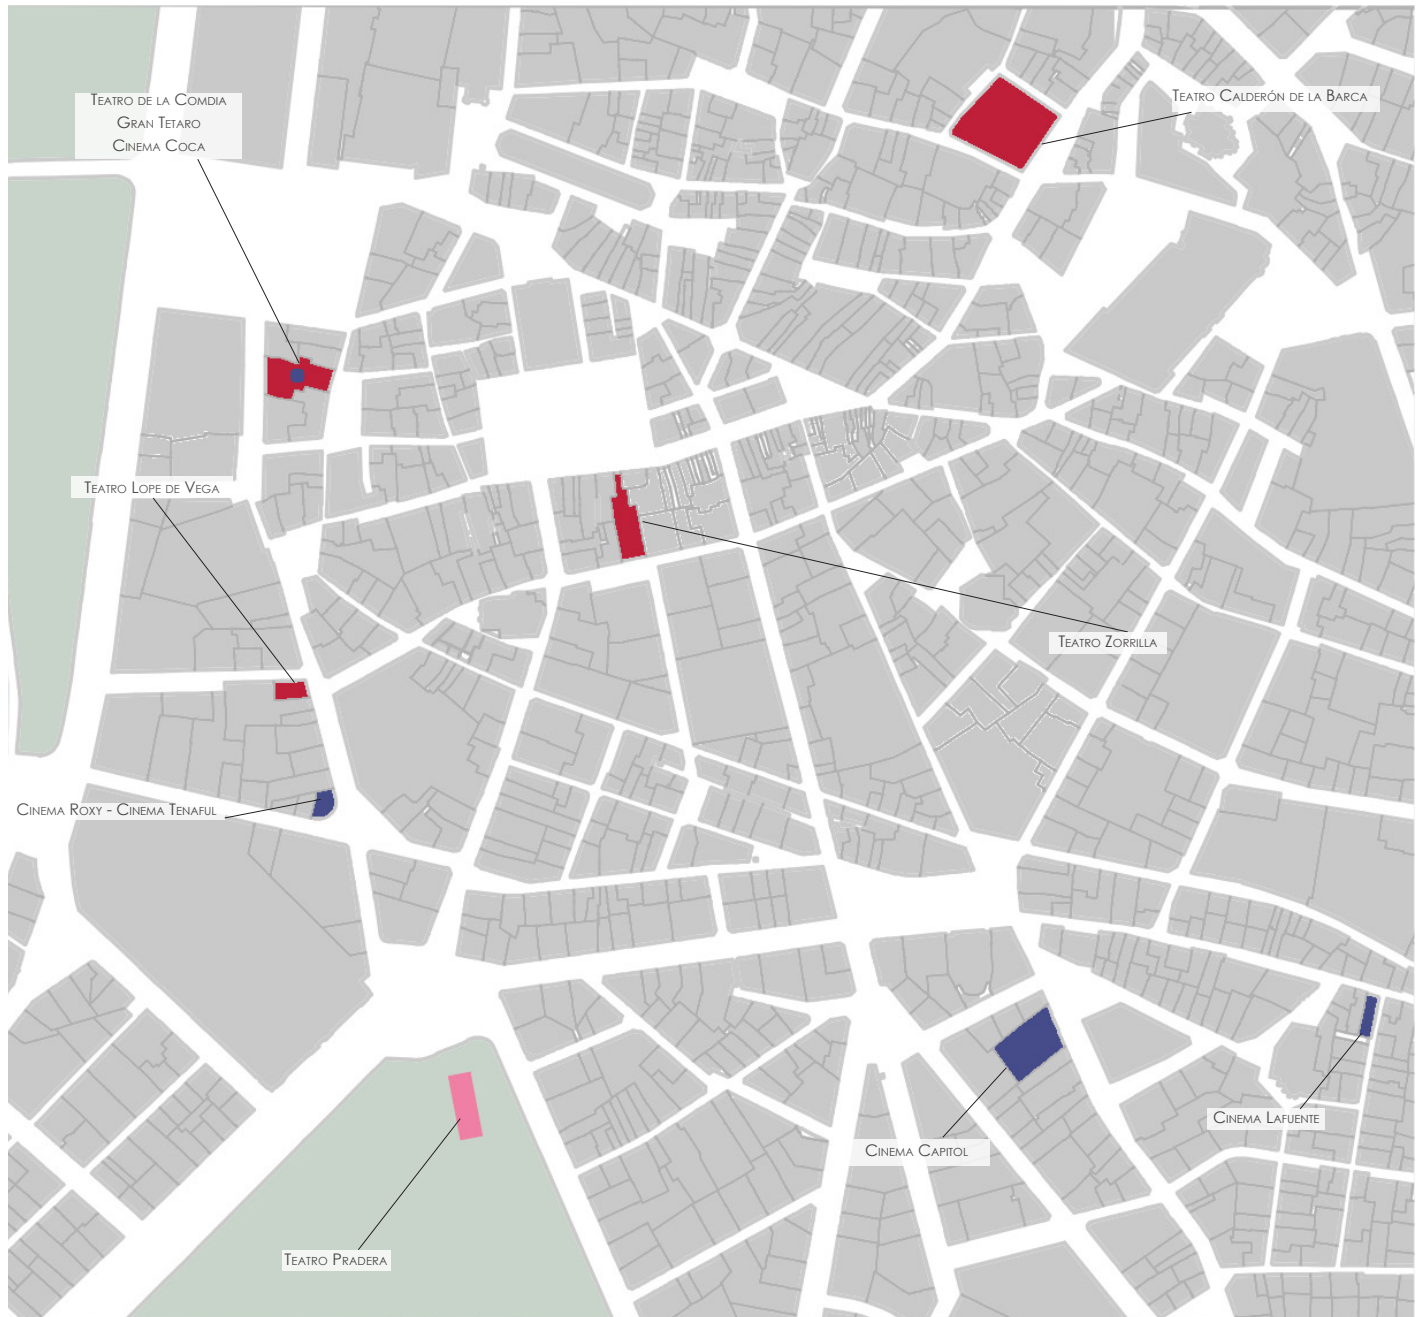 Teatro de la Comdia
Gran Tetaro
Cinema Coca
Teatro Calderón de la Barca
Teatro Lope de Vega
Teatro Zorrilla
Cinema Roxy - Cinema Tenaful
Cinema Lafuente
Cinema Capitol
Teatro Pradera